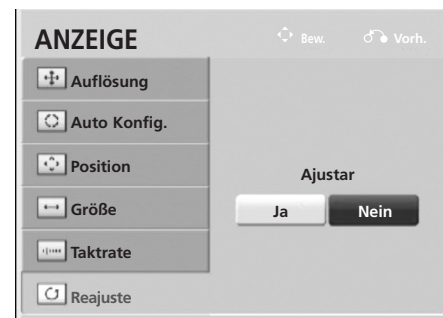 ANZEIGE
Bew. Vorh.
Auflösung
Auto Konfig.
Position
Größe
Taktrate
Reajuste
Ajustar
Ja Nein